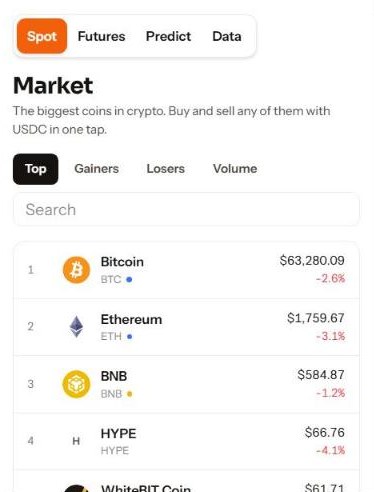 Spot Futures Predict Data
Market
The biggest coins in crypto. Buy and sell any of them with
USDC in one tap.
Top Gainers Losers Volume
Search
1 Bitcoin $63,280.09
BTC -2.6%
2 Ethereum $1,759.67
ETH -3.1%
3 BNB $584.87
BNB -1.2%
4 H HYPE $66.76
HYPE -4.1%
WhiteBIT Coin $61.71